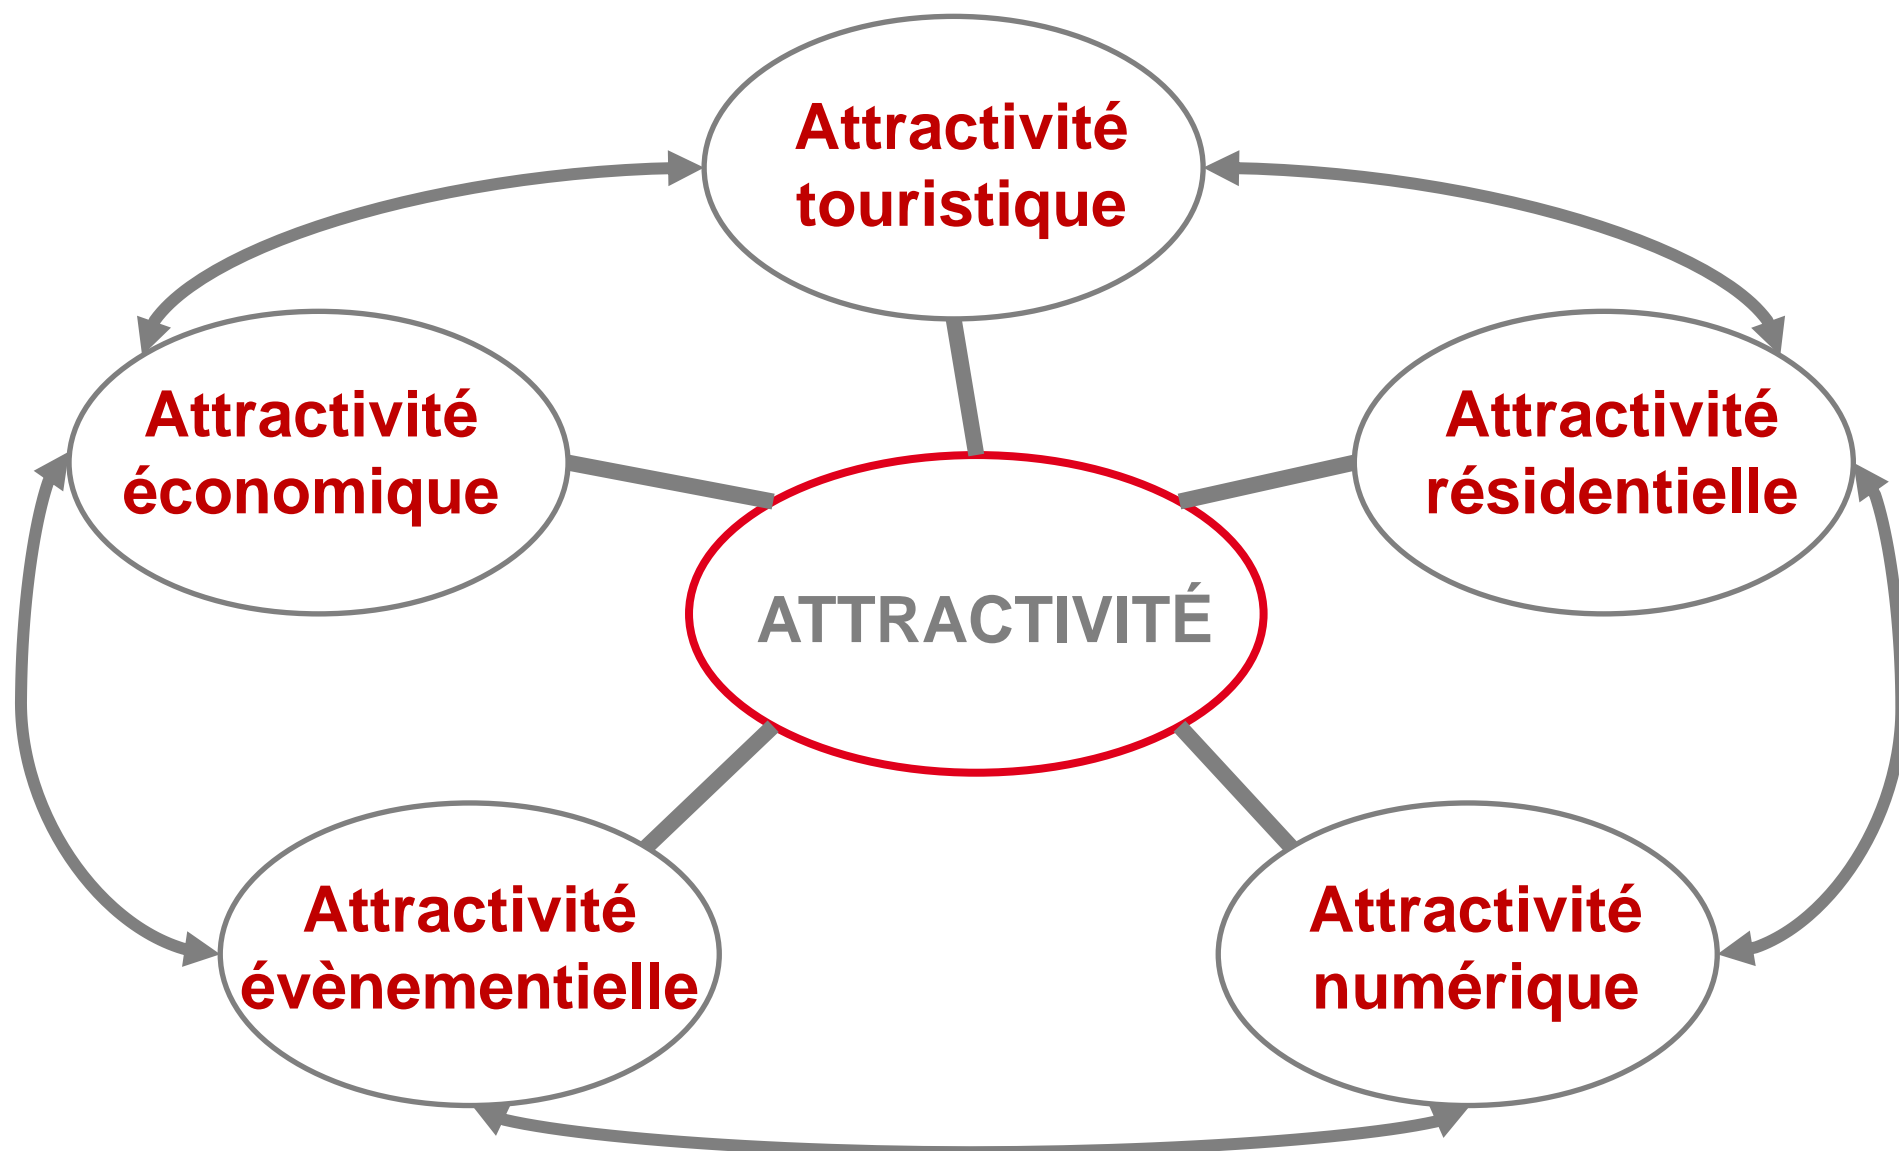 Attractivité
touristique
Attractivité
économique
Attractivité
résidentielle
ATTRACTIVITÉ
Attractivité
évènementielle
Attractivité
numérique